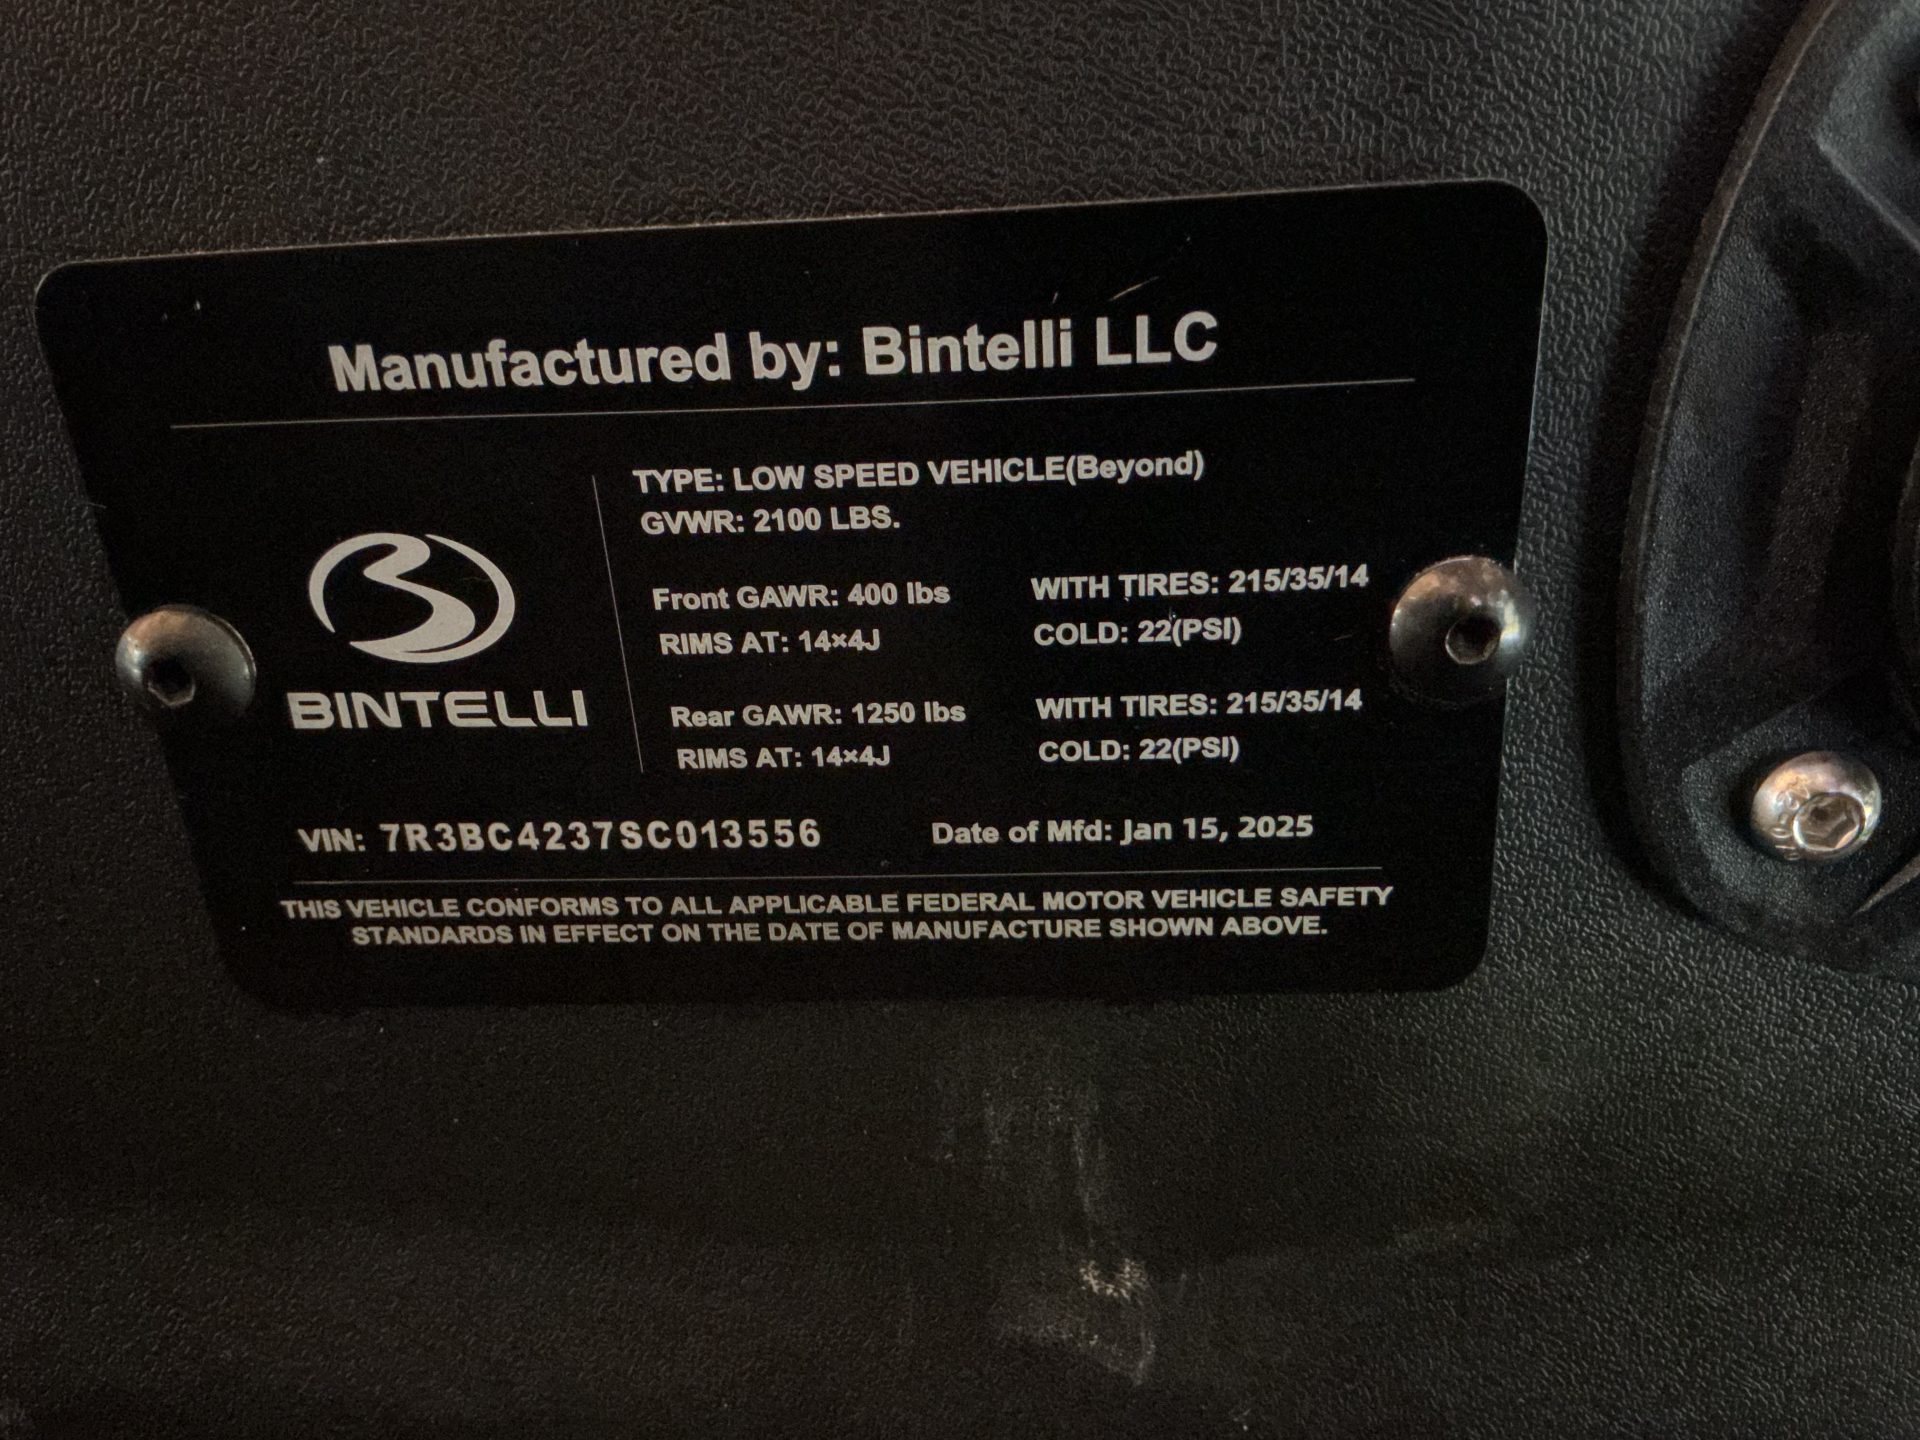 Manufactured by: Bintelli LLC
TYPE: LOW SPEED VEHICLE(Beyond)
GVWR: 2100 LBS.
Front GAWR: 400 lbs WITH TIRES: 215/35/14
RIMS AT: 14×4J COLD: 22(PSI)
BINTELLI
Rear GAWR: 1250 lbs WITH TIRES: 215/35/14
RIMS AT: 14×4J COLD: 22(PSI)
VIN: 7R3BC4237SC013556 Date of Mfd: Jan 15, 2025
THIS VEHICLE CONFORMS TO ALL APPLICABLE FEDERAL MOTOR VEHICLE SAFETY
STANDARDS IN EFFECT ON THE DATE OF MANUFACTURE SHOWN ABOVE.